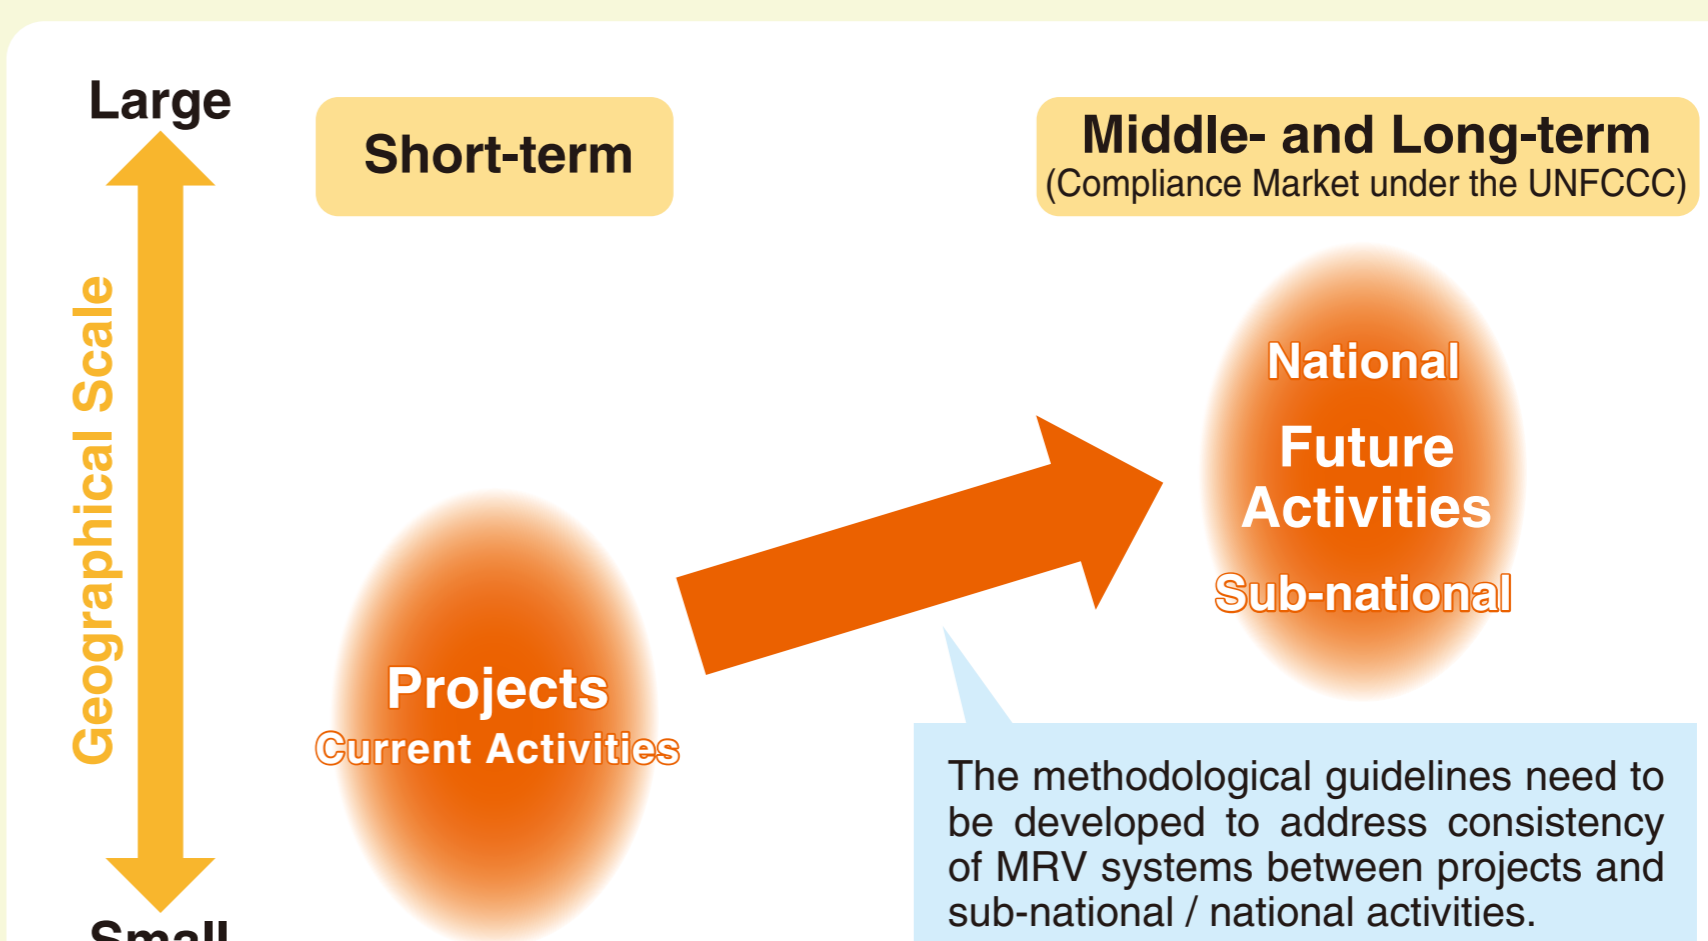 Large
Short-term
Middle- and Long-term
(Compliance Market under the UNFCCC)
Geographical Scale
National
Future
Activities
Sub-national
Projects
Current Activities
The methodological guidelines need to
be developed to address consistency
of MRV systems between projects and
sub-national / national activities.
Small